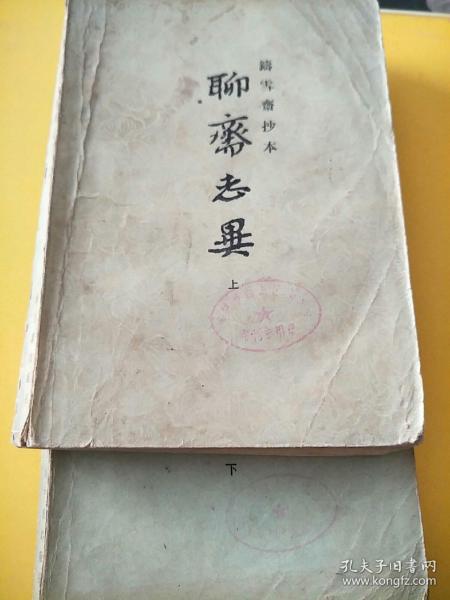 鑄雪齋抄本
聊齋志異
上
下
孔夫子旧书网
www.kongfz.com